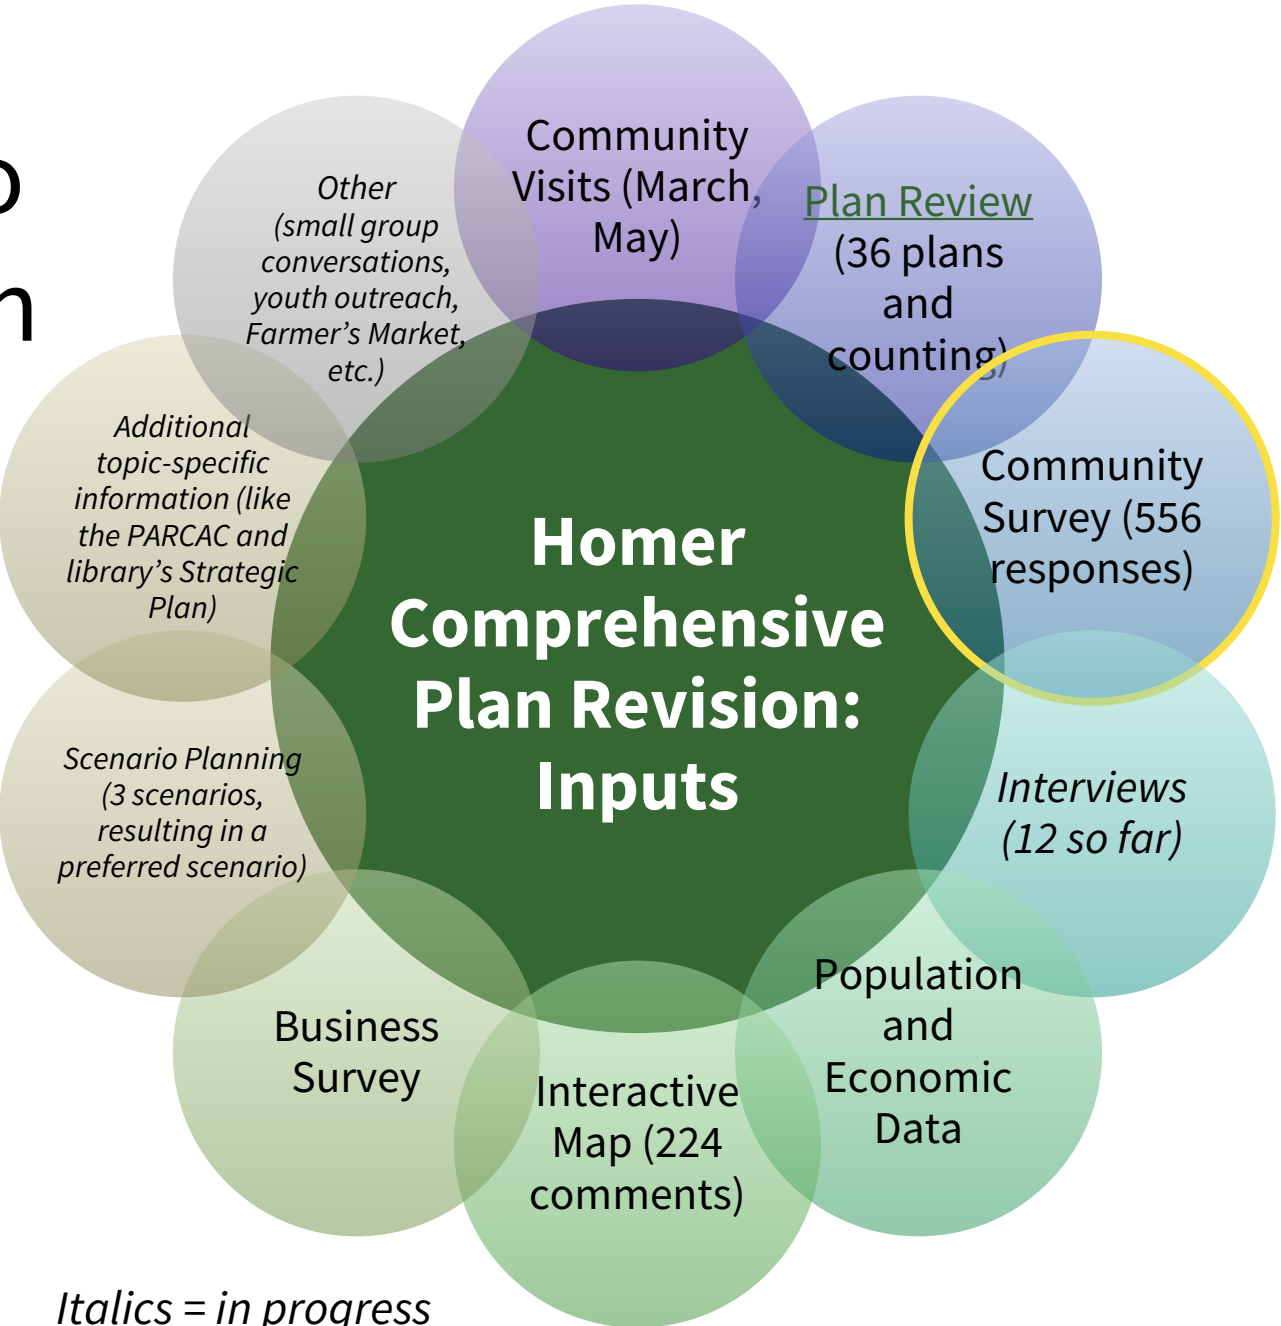 Community
Visits (March,
May)
Plan Review
(36 plans
and
counting)
Community
Survey (556
responses)
Interviews
(12 so far)
Population
and
Economic
Data
Interactive
Map (224
comments)
Business
Survey
Scenario Planning
(3 scenarios,
resulting in a
preferred scenario)
Additional
topic-specific
information (like
the PARCAC and
library’s Strategic
Plan)
Other
(small group
conversations,
youth outreach,
Farmer’s Market,
etc.)
Homer
Comprehensive
Plan Revision:
Inputs
Italics = in progress